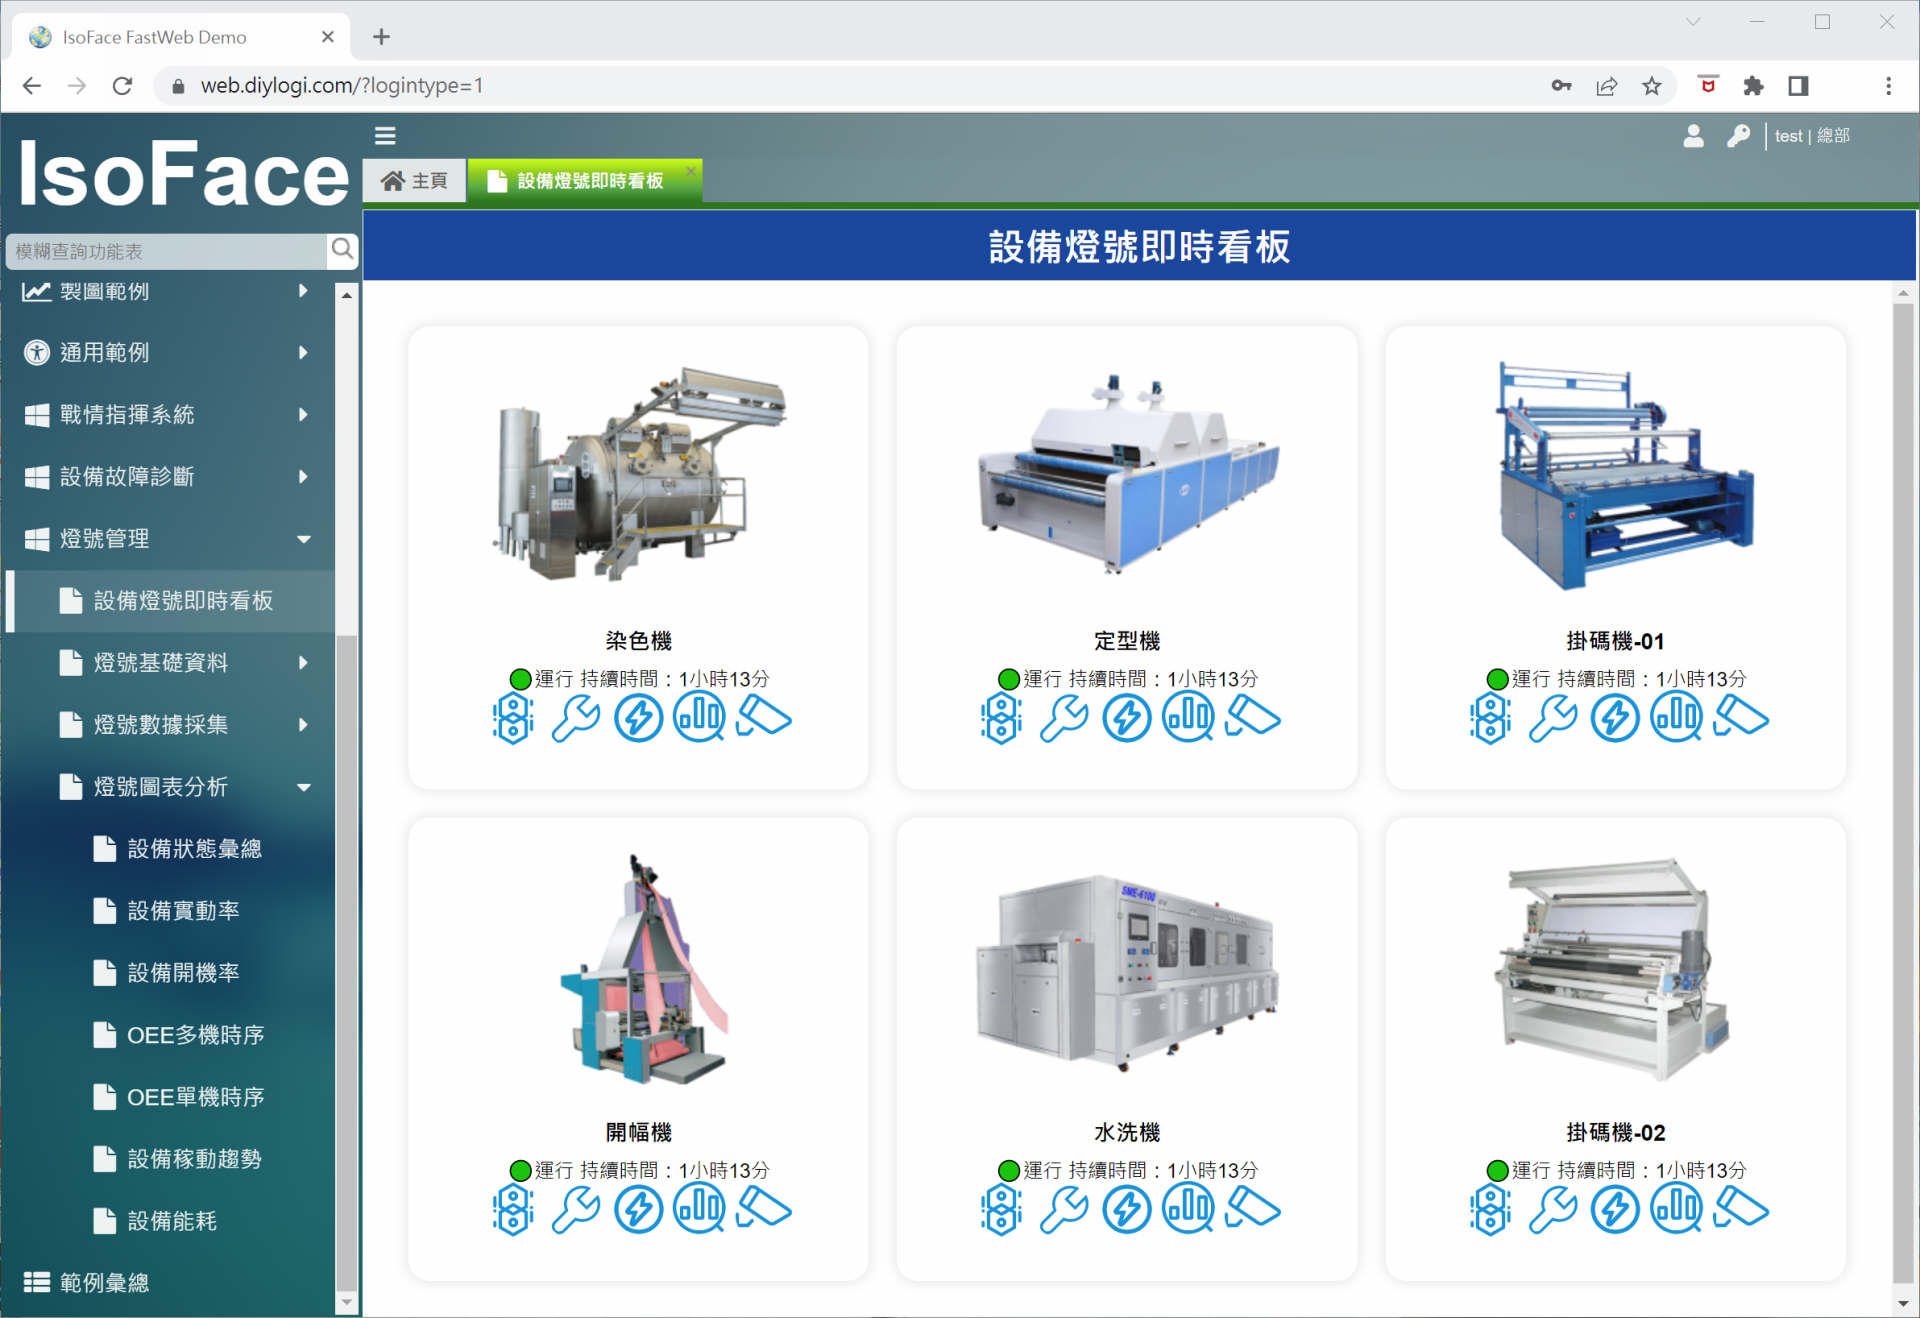 IsoFace FastWeb Demo
web.diylogi.com/?logintype=1
IsoFace
test | 總部
主頁
設備燈號即時看板
模糊查詢功能表
製圖範例
通用範例
戰情指揮系統
設備故障診斷
燈號管理
設備燈號即時看板
燈號基礎資料
燈號數據採集
燈號圖表分析
設備狀態彙總
設備實動率
設備開機率
OEE多機時序
OEE單機時序
設備稼動趨勢
設備能耗
範例彙總
設備燈號即時看板
染色機
運行 持續時間：1小時13分
定型機
運行 持續時間：1小時13分
掛碼機-01
運行 持續時間：1小時13分
開幅機
運行 持續時間：1小時13分
SME-6100
水洗機
運行 持續時間：1小時13分
掛碼機-02
運行 持續時間：1小時13分